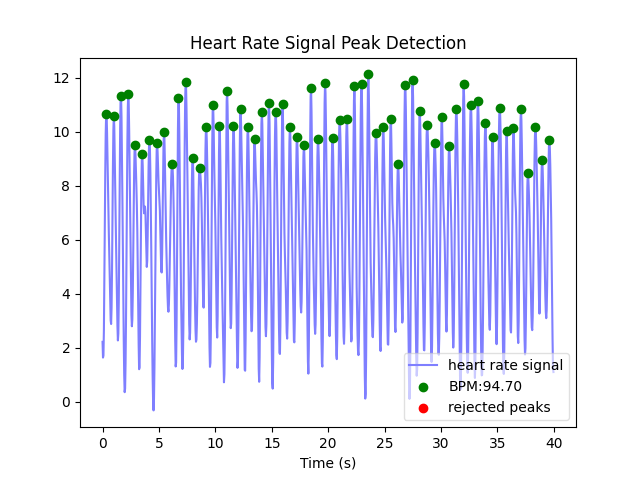 Heart Rate Signal Peak Detection
12
10
8
6
4
2
0
heart rate signal
BPM:94.70
rejected peaks
0 5 10 15 20 25 30 35 40
Time (s)